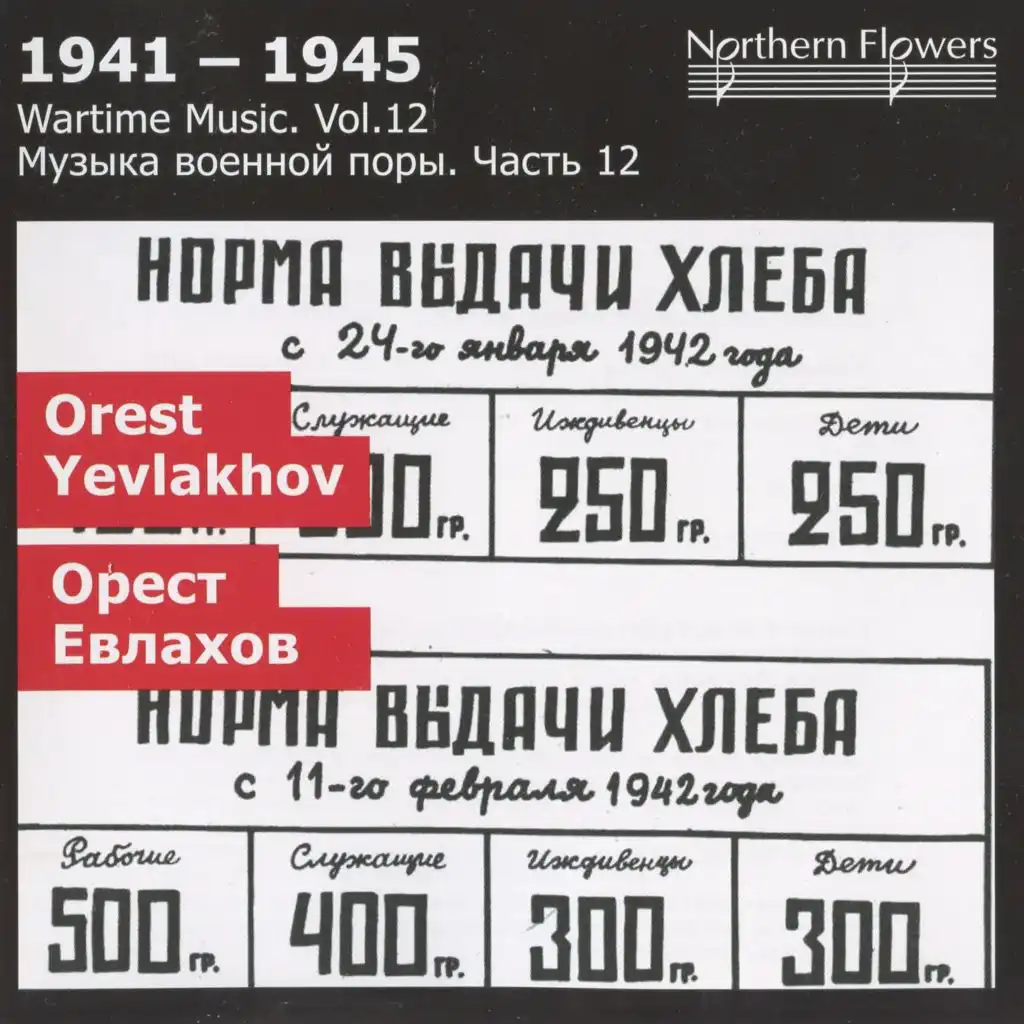 1941 – 1945
Northern Flowers
Wartime Music. Vol.12
Музыка военной поры. Часть 12
НОРМА ВЫДАЧИ ХЛЕБА
с 24-го января 1942 года
Orest
Yevlakhov
Служащие
Иждивенцы
250 гр.
Дети
250 гр.
Орест
Евлахов
НОРМА ВЫДАЧИ ХЛЕБА
с 11-го февраля 1942 года
Рабочие
500 гр.
Служащие
400 гр.
Иждивенцы
300 гр.
Дети
300 гр.